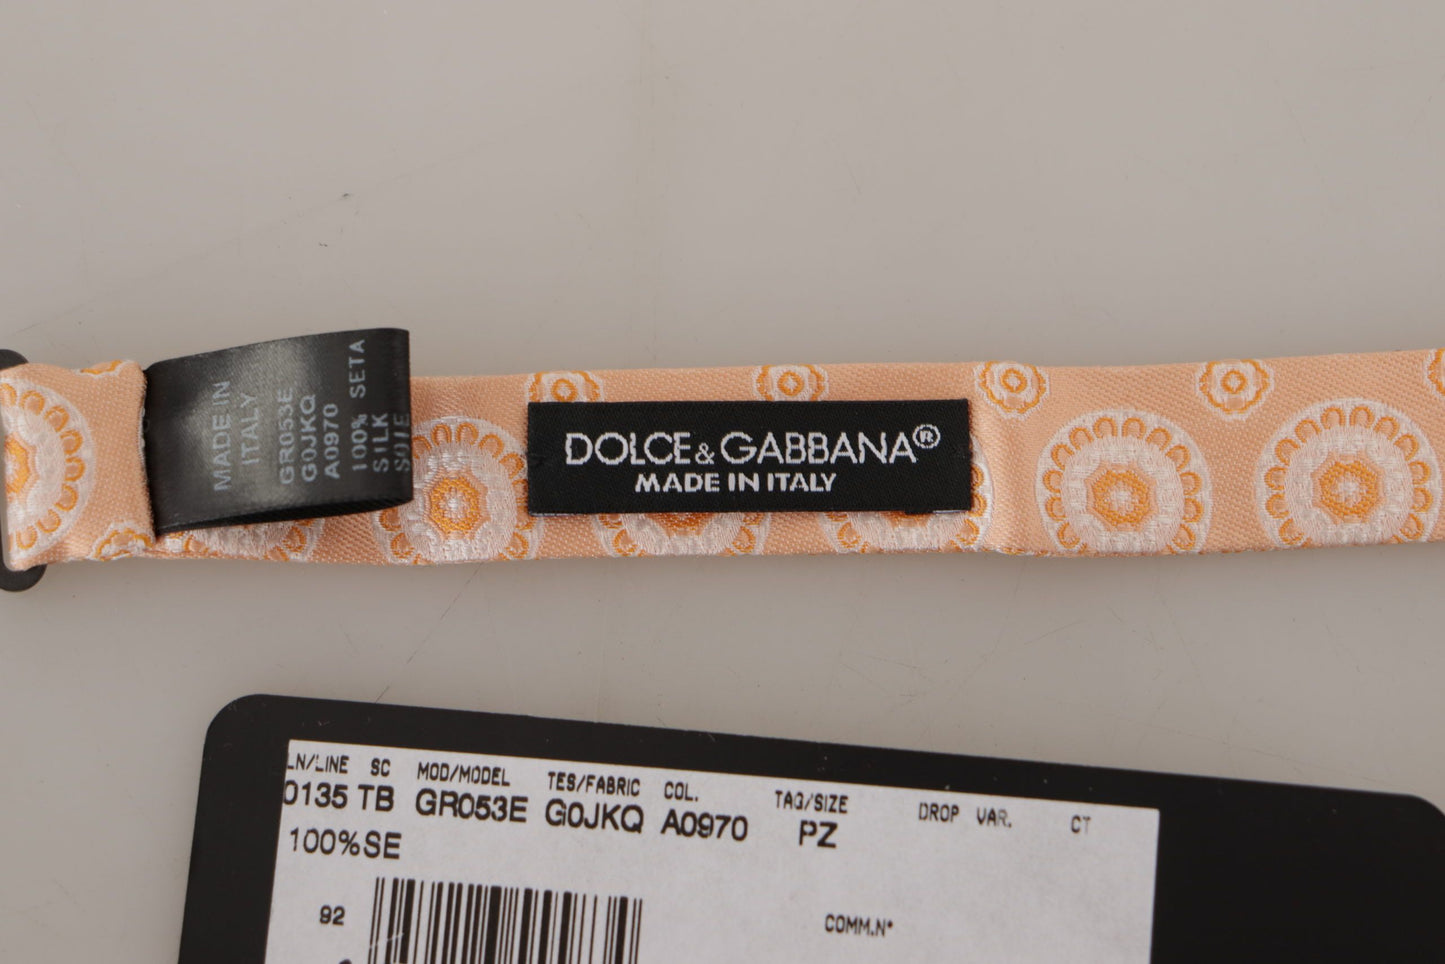 MADE IN
ITALY
GR053E
G0JKQ
A0970
100% SETA
SILK
SOIE
DOLCE & GABBANA®
MADE IN ITALY
LN/LINE SC MOD/MODEL TES/FABRIC COL. TAG/SIZE DROP VAR. CT
0135 TB GR053E G0JKQ A0970 PZ
100%SE
92
COMM.N°